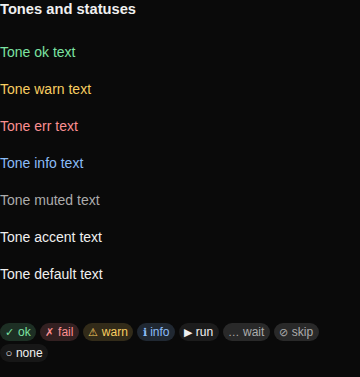 Tones and statuses
Tone ok text
Tone warn text
Tone err text
Tone info text
Tone muted text
Tone accent text
Tone default text
✓ ok ✗ fail ⚠ warn ℹ info ▶ run … wait ⊘ skip
○ none